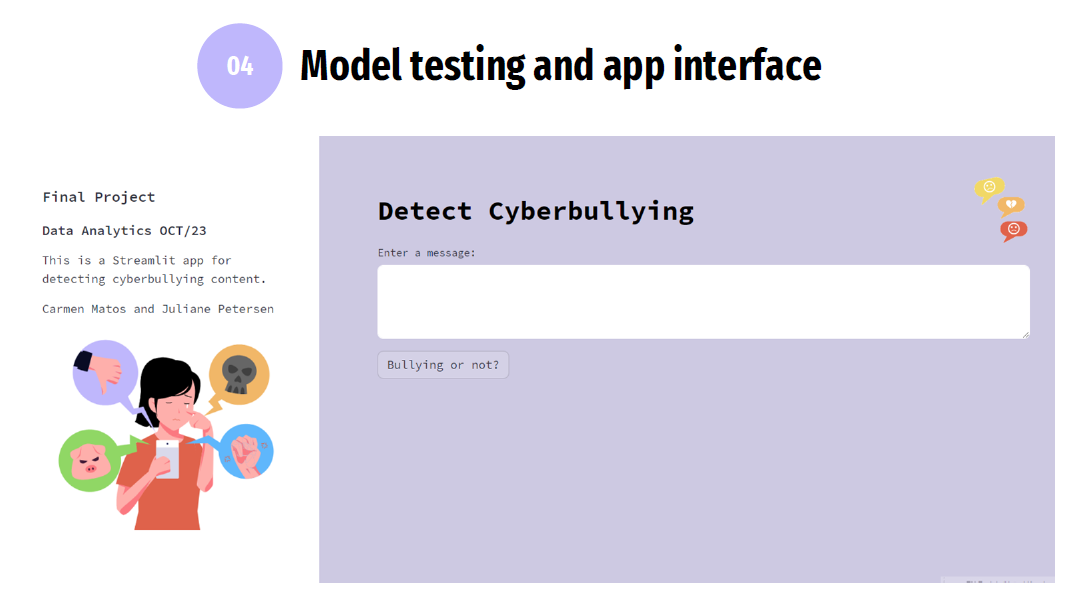 04
Model testing and app interface
Final Project
Data Analytics OCT/23
This is a Streamlit app for
detecting cyberbullying content.
Carmen Matos and Juliane Petersen
Detect Cyberbullying
Enter a message:
Bullying or not?